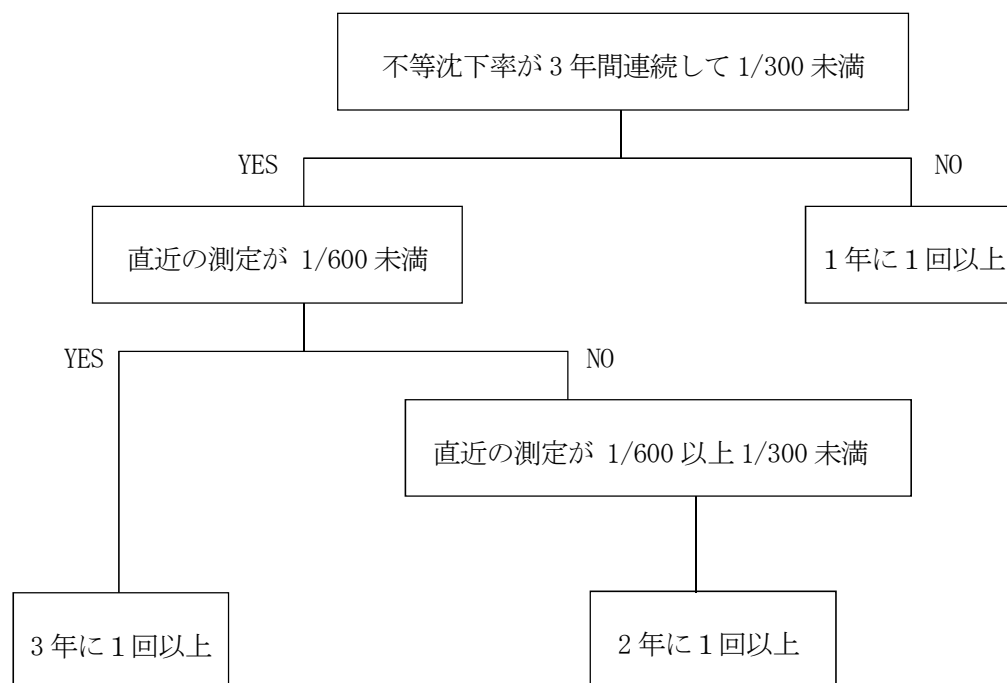 不等沈下率が 3 年間連続して 1/300 未満
YES
NO
直近の測定が 1/600 未満
１年に１回以上
YES
NO
直近の測定が 1/600 以上 1/300 未満
3 年に１回以上
2 年に１回以上